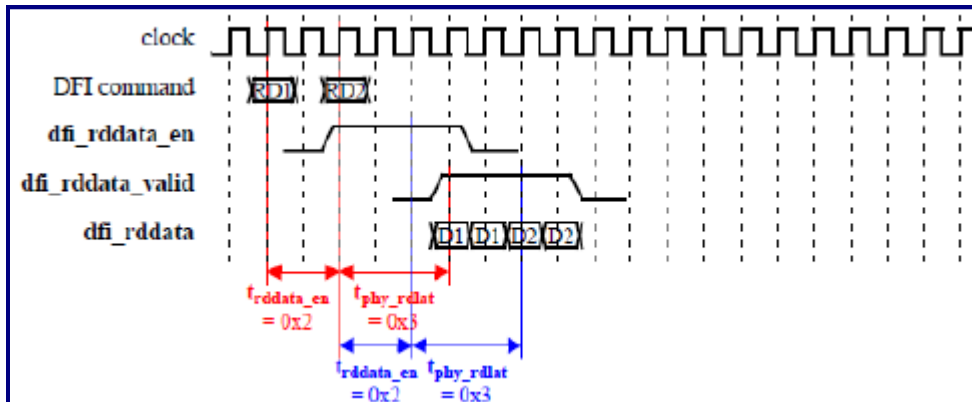 clock
DFI command RD1 RD2
dfi_rddata_en
dfi_rddata_valid
dfi_rddata D1 D1 D2 D2
trddata_en tphy_rdlat
= 0x2 = 0x3
trddata_en tphy_rdlat
= 0x2 = 0x3